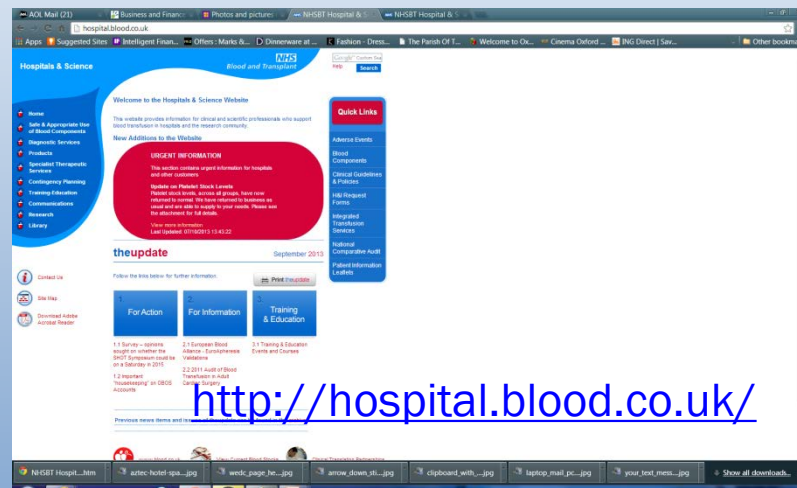 AOL Mail (21)
Business and Financ
Photos and pictures
NHSBT Hospital & S
NHSBT Hospital & S
hospital.blood.co.uk
Apps
Suggested Sites
Intelligent Finan...
Offers : Marks &...
Dinnerware at ...
Fashion - Dress...
The Parish Of T...
Welcome to Ox...
Cinema Oxford ...
ING Direct | Sav...
Other bookma
Hospitals & Science
NHS
Blood and Transplant
Help
Search
Home
Safe & Appropriate Use
of Blood Components
Diagnostic Services
Products
Specialist Therapeutic
Services
Contingency Planning
Training-Education
Communications
Research
Library
Contact Us
Site Map
Download Adobe
Acrobat Reader
Welcome to the Hospitals & Science Website
This website provides information for clinical and scientific professionals who support
blood transfusion in hospitals and the research community.
New Additions to the Website
URGENT INFORMATION
This section contains urgent information for hospitals
and other customers
Update on Platelet Stock Levels
Platelet stock levels, across all groups, have now
returned to normal. We have returned to business as
usual and are able to supply to your needs. Please see
the attachment for full details.
View more information
Last Updated: 07/10/2013 13:43:22
theupdate
September 2013
Follow the links below for further information.
Print theupdate
1.
For Action
2.
For Information
3.
Training
& Education
1.1 Survey – opinions
sought on whether the
SHOT Symposium could be
on a Saturday in 2015
1.2 Important
"housekeeping" on OBOS
Accounts
2.1 European Blood
Alliance - EuroApheresis
Validations
2.2 2011 Audit of Blood
Transfusion in Adult
Cardiac Surgery
3.1 Training & Education
Events and Courses
Quick Links
Adverse Events
Blood
Components
Clinical Guidelines
& Policies
H&I Request
Forms
Integrated
Transfusion
Services
National
Comparative Audit
Patient Information
Leaflets
http://hospital.blood.co.uk/
Previous news items and
NHSBT Hospit...htm
aztec-hotel-spa...jpg
wedc_page_he...jpg
arrow_down_sti...jpg
clipboard_with_...jpg
laptop_mail_pc...jpg
your_text_mess...jpg
Show all downloads...